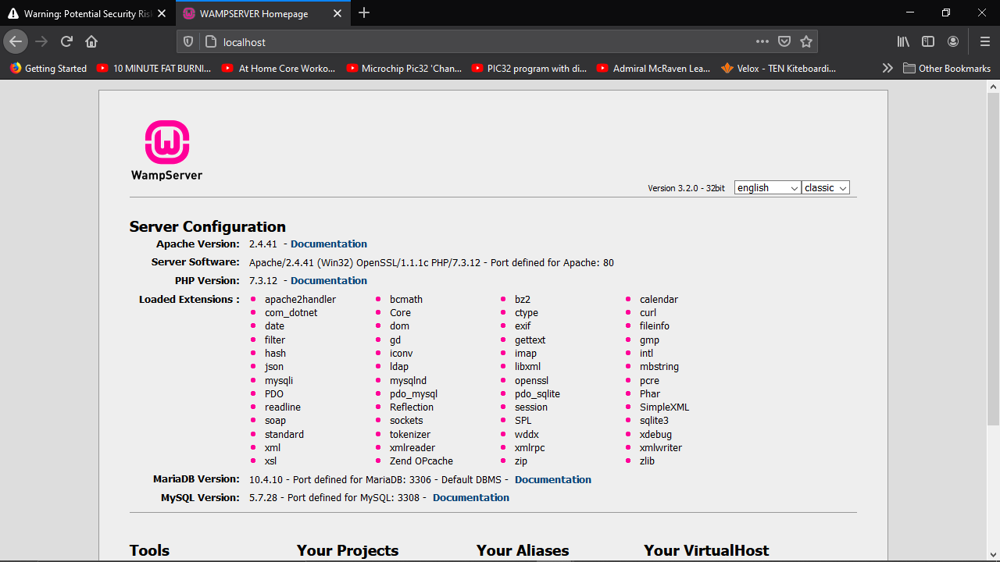 Warning: Potential Security Ris
WAMPSERVER Homepage
localhost
Getting Started
10 MINUTE FAT BURNI...
At Home Core Worko...
Microchip Pic32 'Chan...
PIC32 program with di...
Admiral McRaven Lea...
Velox - TEN Kiteboardi...
Other Bookmarks
W
WampServer
Version 3.2.0 - 32bit english classic
Server Configuration
Apache Version: 2.4.41 - Documentation
Server Software: Apache/2.4.41 (Win32) OpenSSL/1.1.1c PHP/7.3.12 - Port defined for Apache: 80
PHP Version: 7.3.12 - Documentation
Loaded Extensions : apache2handler bcmath bz2 calendar
com_dotnet Core ctype curl
date dom exif fileinfo
filter gd gettext gmp
hash iconv imap intl
json ldap libxml mbstring
mysqli mysqlnd openssl pcre
PDO pdo_mysql pdo_sqlite Phar
readline Reflection session SimpleXML
soap sockets SPL sqlite3
standard tokenizer wddx xdebug
xml xmlreader xmlrpc xmlwriter
xsl Zend OPcache zip zlib
MariaDB Version: 10.4.10 - Port defined for MariaDB: 3306 - Default DBMS - Documentation
MySQL Version: 5.7.28 - Port defined for MySQL: 3308 - Documentation
Tools Your Projects Your Aliases Your VirtualHost